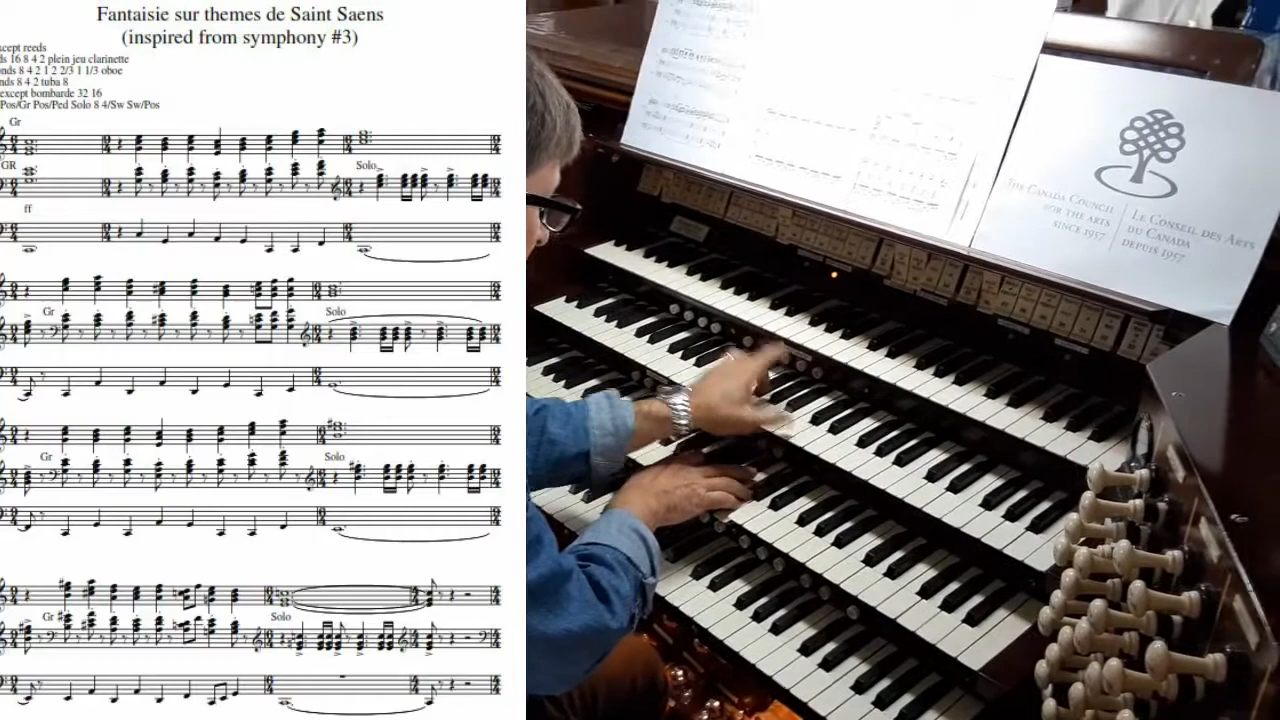 Fantaisie sur themes de Saint Saens
(inspired from symphony #3)
cept reeds
ds 16 8 4 2 plein jeu clarinette
nds 8 4 2 1 2 2/3 1 1/3 oboe
nds 8 4 2 tuba 8
except bombarde 32 16
Pos/Gr Pos/Ped Solo 8 4/Sw Sw/Pos
Gr
GR
Solo
ff
Gr
Solo
Gr
Solo
Gr
Solo
THE CANADA COUNCIL
FOR THE ARTS
SINCE 1957
LE CONSEIL DES ARTS
DU CANADA
DEPUIS 1957